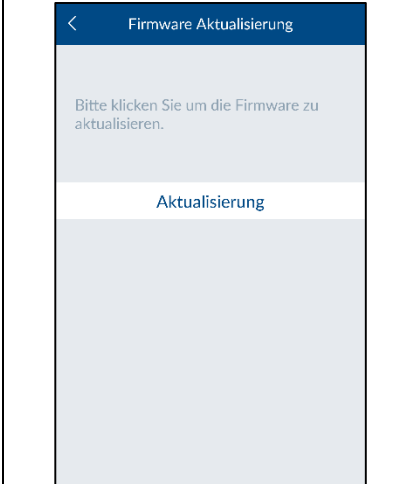 Firmware Aktualisierung
Bitte klicken Sie um die Firmware zu
aktualisieren.
Aktualisierung